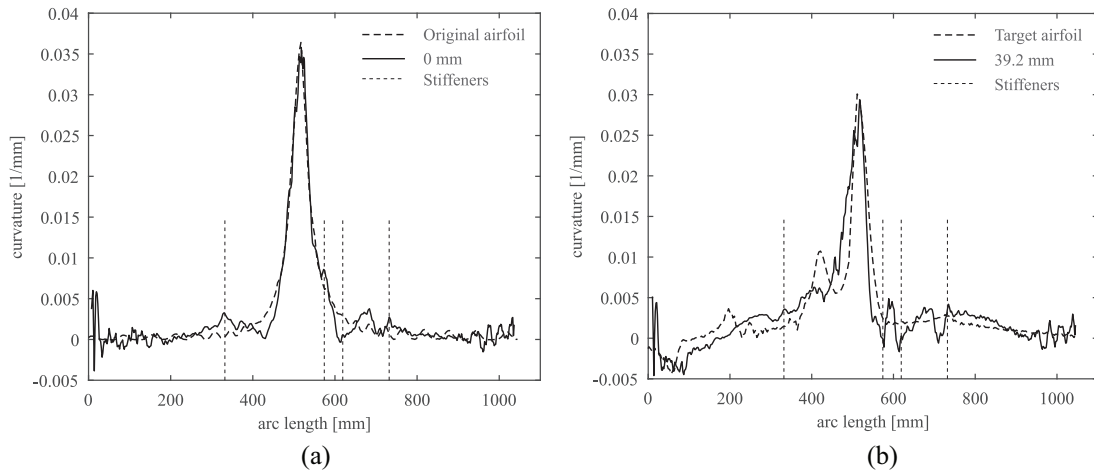 0.04
0.035
0.03
0.025
0.02
0.015
0.01
0.005
0
-0.005
curvature [1/mm]
Original airfoil
0 mm
Stiffeners
0 200 400 600 800 1000
arc length [mm]
(a)
0.04
0.035
0.03
0.025
0.02
0.015
0.01
0.005
0
-0.005
curvature [1/mm]
Target airfoil
39.2 mm
Stiffeners
0 200 400 600 800 1000
arc length [mm]
(b)